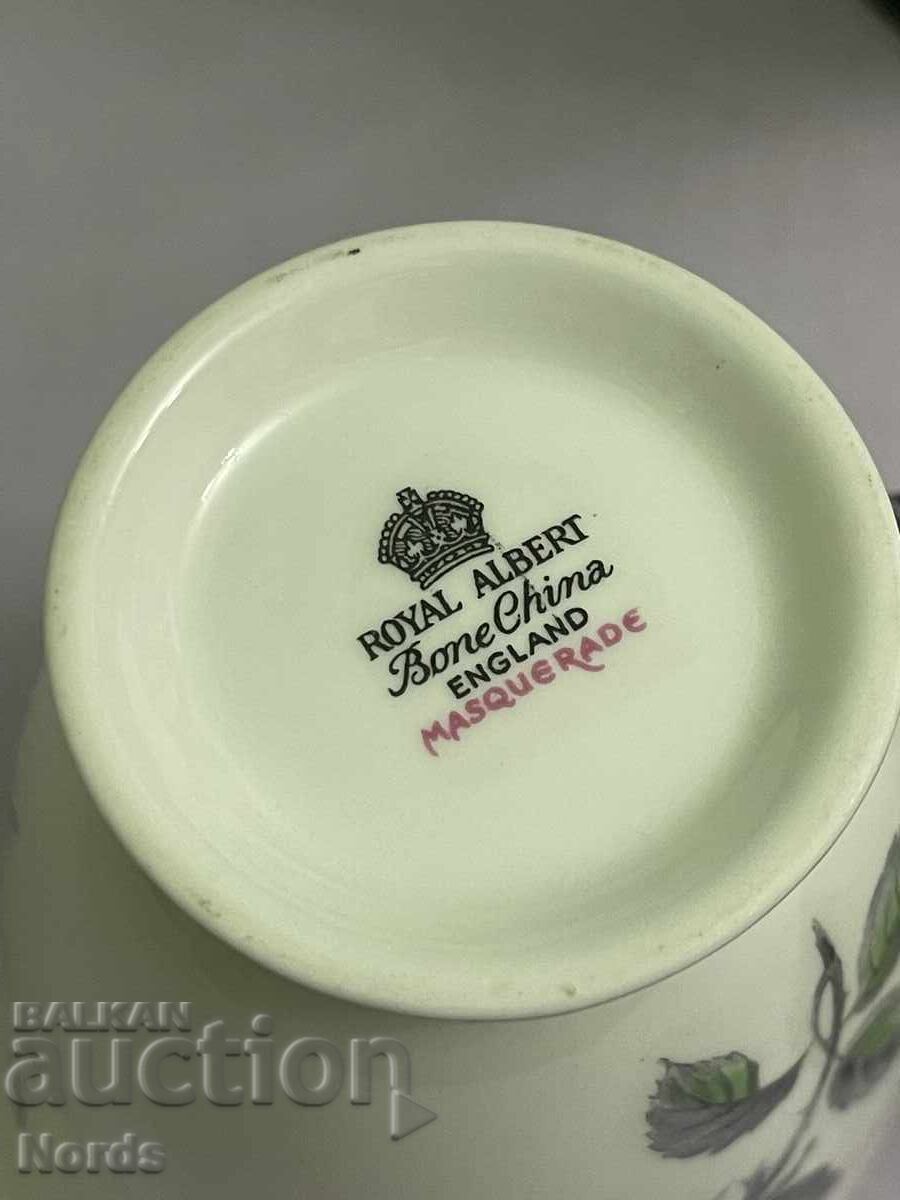 ROYAL ALBERT
Bone China
ENGLAND
MASQUERADE
BALKAN
auction
Nords